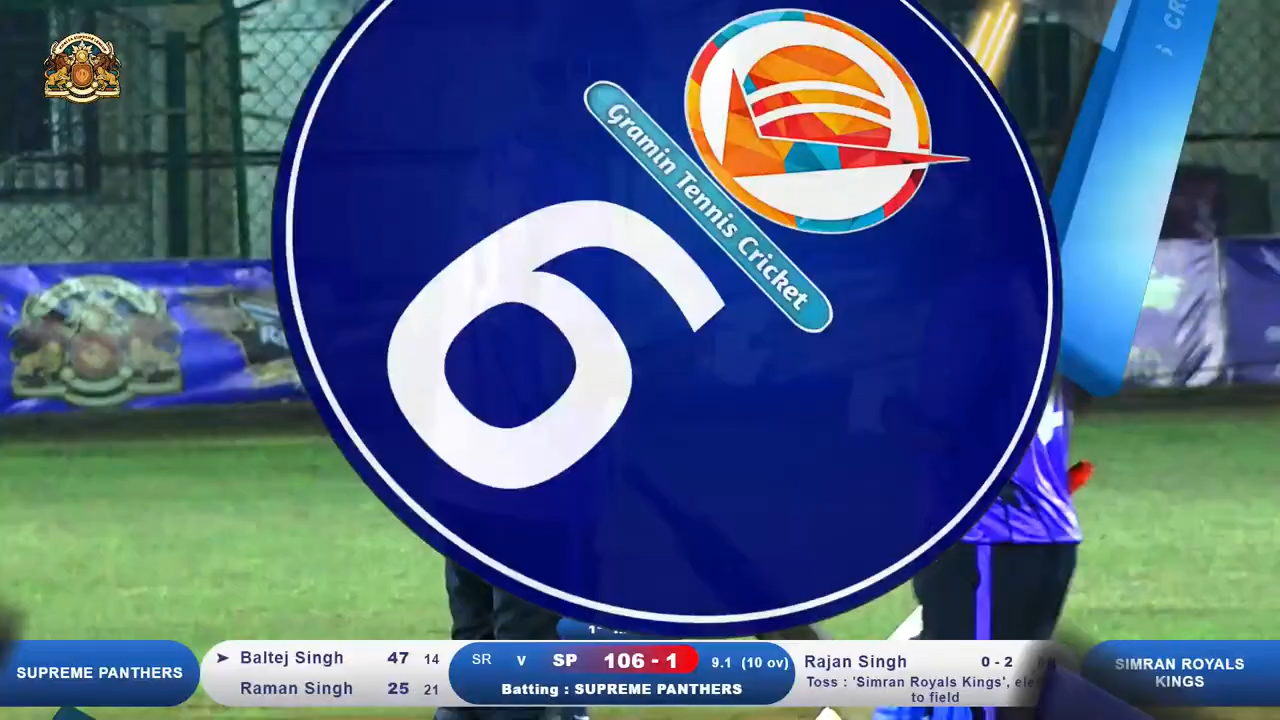 6
Gramin Tennis Cricket
SUPREME PANTHERS
Baltej Singh 47 14
Raman Singh 25 21
SR v SP 106 - 1 9.1 (10 ov)
Batting : SUPREME PANTHERS
Rajan Singh 0 - 2
Toss : 'Simran Royals Kings',
to field
SIMRAN ROYALS
KINGS